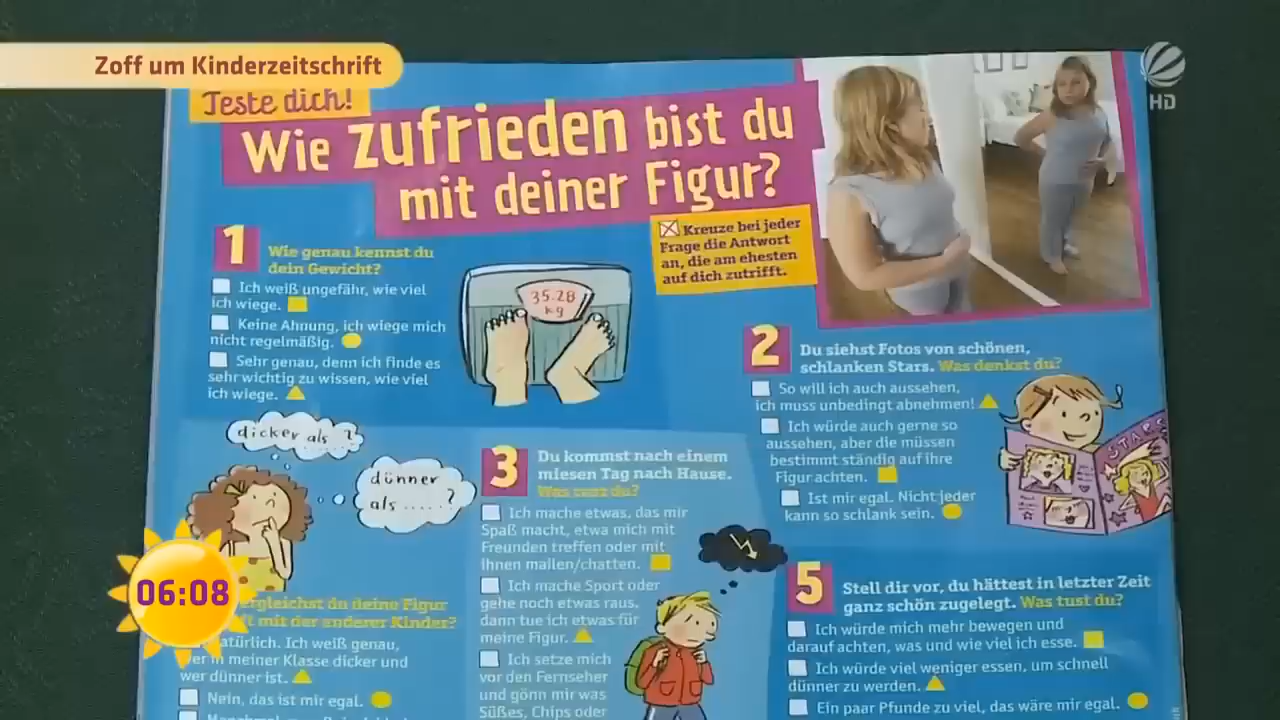 Zoff um Kinderzeitschrift
HD
Teste dich!
Wie zufrieden bist du
mit deiner Figur?
Kreuze bei jeder
Frage die Antwort
an, die am ehesten
auf dich zutrifft.
1
Wie genau kennst du
dein Gewicht?
Ich weiß ungefähr, wie viel
ich wiege.
Keine Ahnung, ich wiege mich
nicht regelmäßig.
Sehr genau, denn ich finde es
sehr wichtig zu wissen, wie viel
ich wiege.
35.28
kg
2
Du siehst Fotos von schönen,
schlanken Stars. Was denkst du?
So will ich auch aussehen,
ich muss unbedingt abnehmen!
Ich würde auch gerne so
aussehen, aber die müssen
bestimmt ständig auf ihre
Figur achten.
Ist mir egal. Nicht jeder
kann so schlank sein.
STARS
dicker als ?
dünner
als ......?
3
Du kommst nach einem
miesen Tag nach Hause.
Was tust du?
Ich mache etwas, das mir
Spaß macht, etwa mich mit
Freunden treffen oder mit
ihnen mailen/chatten.
Ich mache Sport oder
gehe noch etwas raus,
dann tue ich etwas für
meine Figur.
Ich setze mich
vor den Fernseher
und gönn mir was
Süßes, Chips oder
06:08
ergleichst du deine Figur
t mit der anderer Kinder?
atürlich. Ich weiß genau,
wer in meiner Klasse dicker und
wer dünner ist.
Nein, das ist mir egal.
5
Stell dir vor, du hättest in letzter Zeit
ganz schön zugelegt. Was tust du?
Ich würde mich mehr bewegen und
darauf achten, was und wie viel ich esse.
Ich würde viel weniger essen, um schnell
dünner zu werden.
Ein paar Pfunde zu viel, das wäre mir egal.